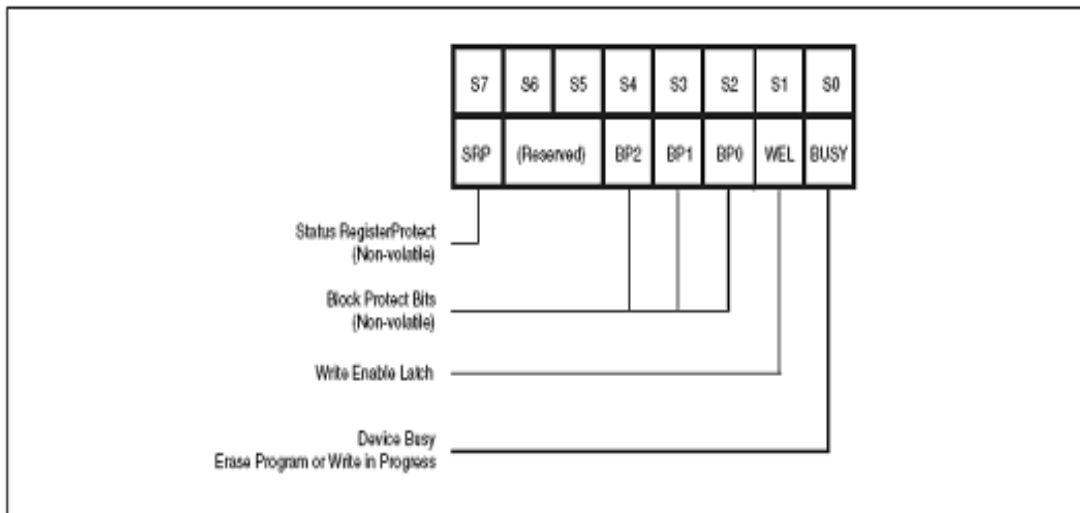 S7 S6 S5 S4 S3 S2 S1 S0
SRP (Reserved) BP2 BP1 BP0 WEL BUSY
Status RegisterProtect
(Non-volatile)
Block Protect Bits
(Non-volatile)
Write Enable Latch
Device Busy
Erase Program or Write in Progress